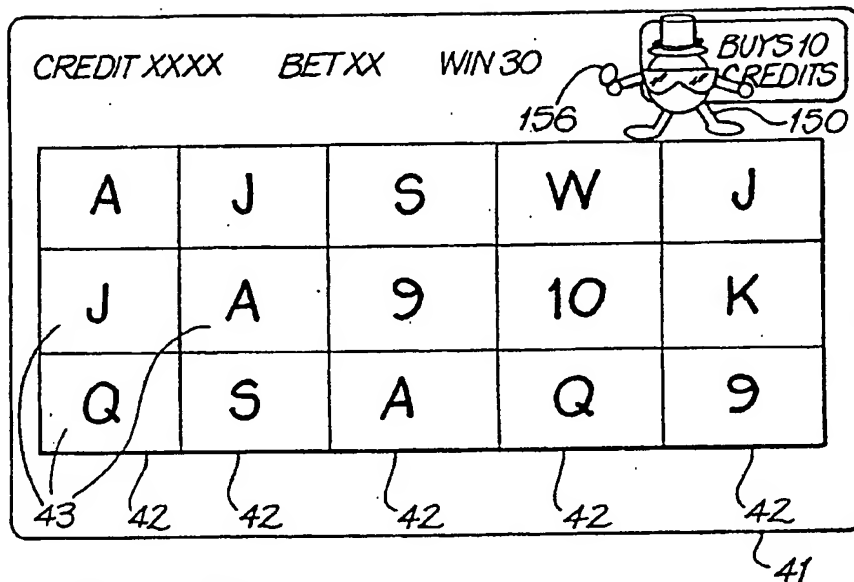 CREDIT XXXX BET XX WIN 30 BUYS 10
CREDITS
156 150
A J S W J
J A 9 10 K
Q S A Q 9
43 42 42 42 42 42
41